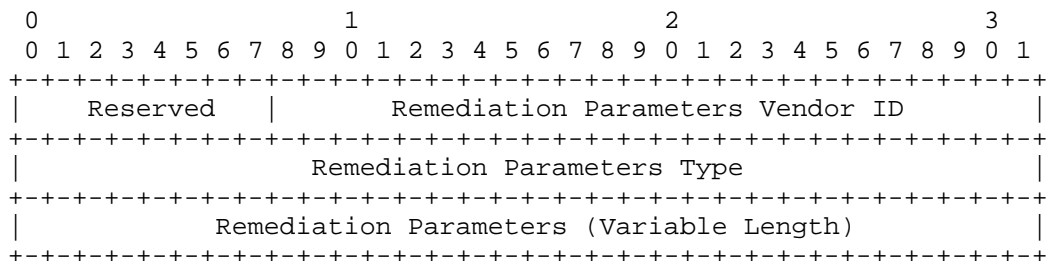 0                   1                   2                   3
 0 1 2 3 4 5 6 7 8 9 0 1 2 3 4 5 6 7 8 9 0 1 2 3 4 5 6 7 8 9 0 1
+-+-+-+-+-+-+-+-+-+-+-+-+-+-+-+-+-+-+-+-+-+-+-+-+-+-+-+-+-+-+-+-+
|    Reserved   |       Remediation Parameters Vendor ID        |
+-+-+-+-+-+-+-+-+-+-+-+-+-+-+-+-+-+-+-+-+-+-+-+-+-+-+-+-+-+-+-+-+
|                  Remediation Parameters Type                  |
+-+-+-+-+-+-+-+-+-+-+-+-+-+-+-+-+-+-+-+-+-+-+-+-+-+-+-+-+-+-+-+-+
|            Remediation Parameters (Variable Length)           |
+-+-+-+-+-+-+-+-+-+-+-+-+-+-+-+-+-+-+-+-+-+-+-+-+-+-+-+-+-+-+-+-+